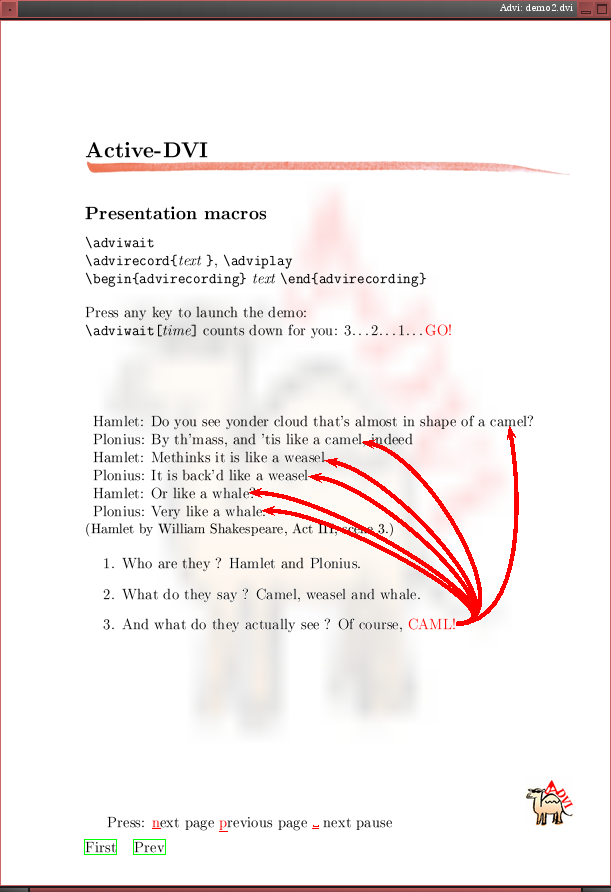 Advi: demo2.dvi
Active-DVI
Presentation macros
\adviwait
\advirecord{text }, \adviplay
\begin{advirecording} text \end{advirecording}
Press any key to launch the demo:
\adviwait[time] counts down for you: 3...2...1...GO!
Hamlet: Do you see yonder cloud that's almost in shape of a camel?
Plonius: By th'mass, and 'tis like a camel, indeed
Hamlet: Methinks it is like a weasel.
Plonius: It is back'd like a weasel
Hamlet: Or like a whale?
Plonius: Very like a whale.
(Hamlet by William Shakespeare, Act III, scene 3.)
1. Who are they ? Hamlet and Plonius.
2. What do they say ? Camel, weasel and whale.
3. And what do they actually see ? Of course, CAML!
ADVI
Press: next page previous page ␣ next pause
First Prev